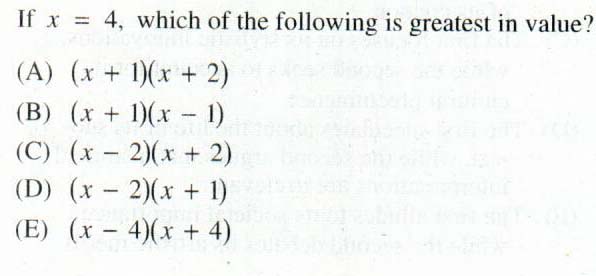 If x = 4, which of the following is greatest in value?
(A) (x + 1)(x + 2)
(B) (x + 1)(x – 1)
(C) (x – 2)(x + 2)
(D) (x – 2)(x + 1)
(E) (x – 4)(x + 4)